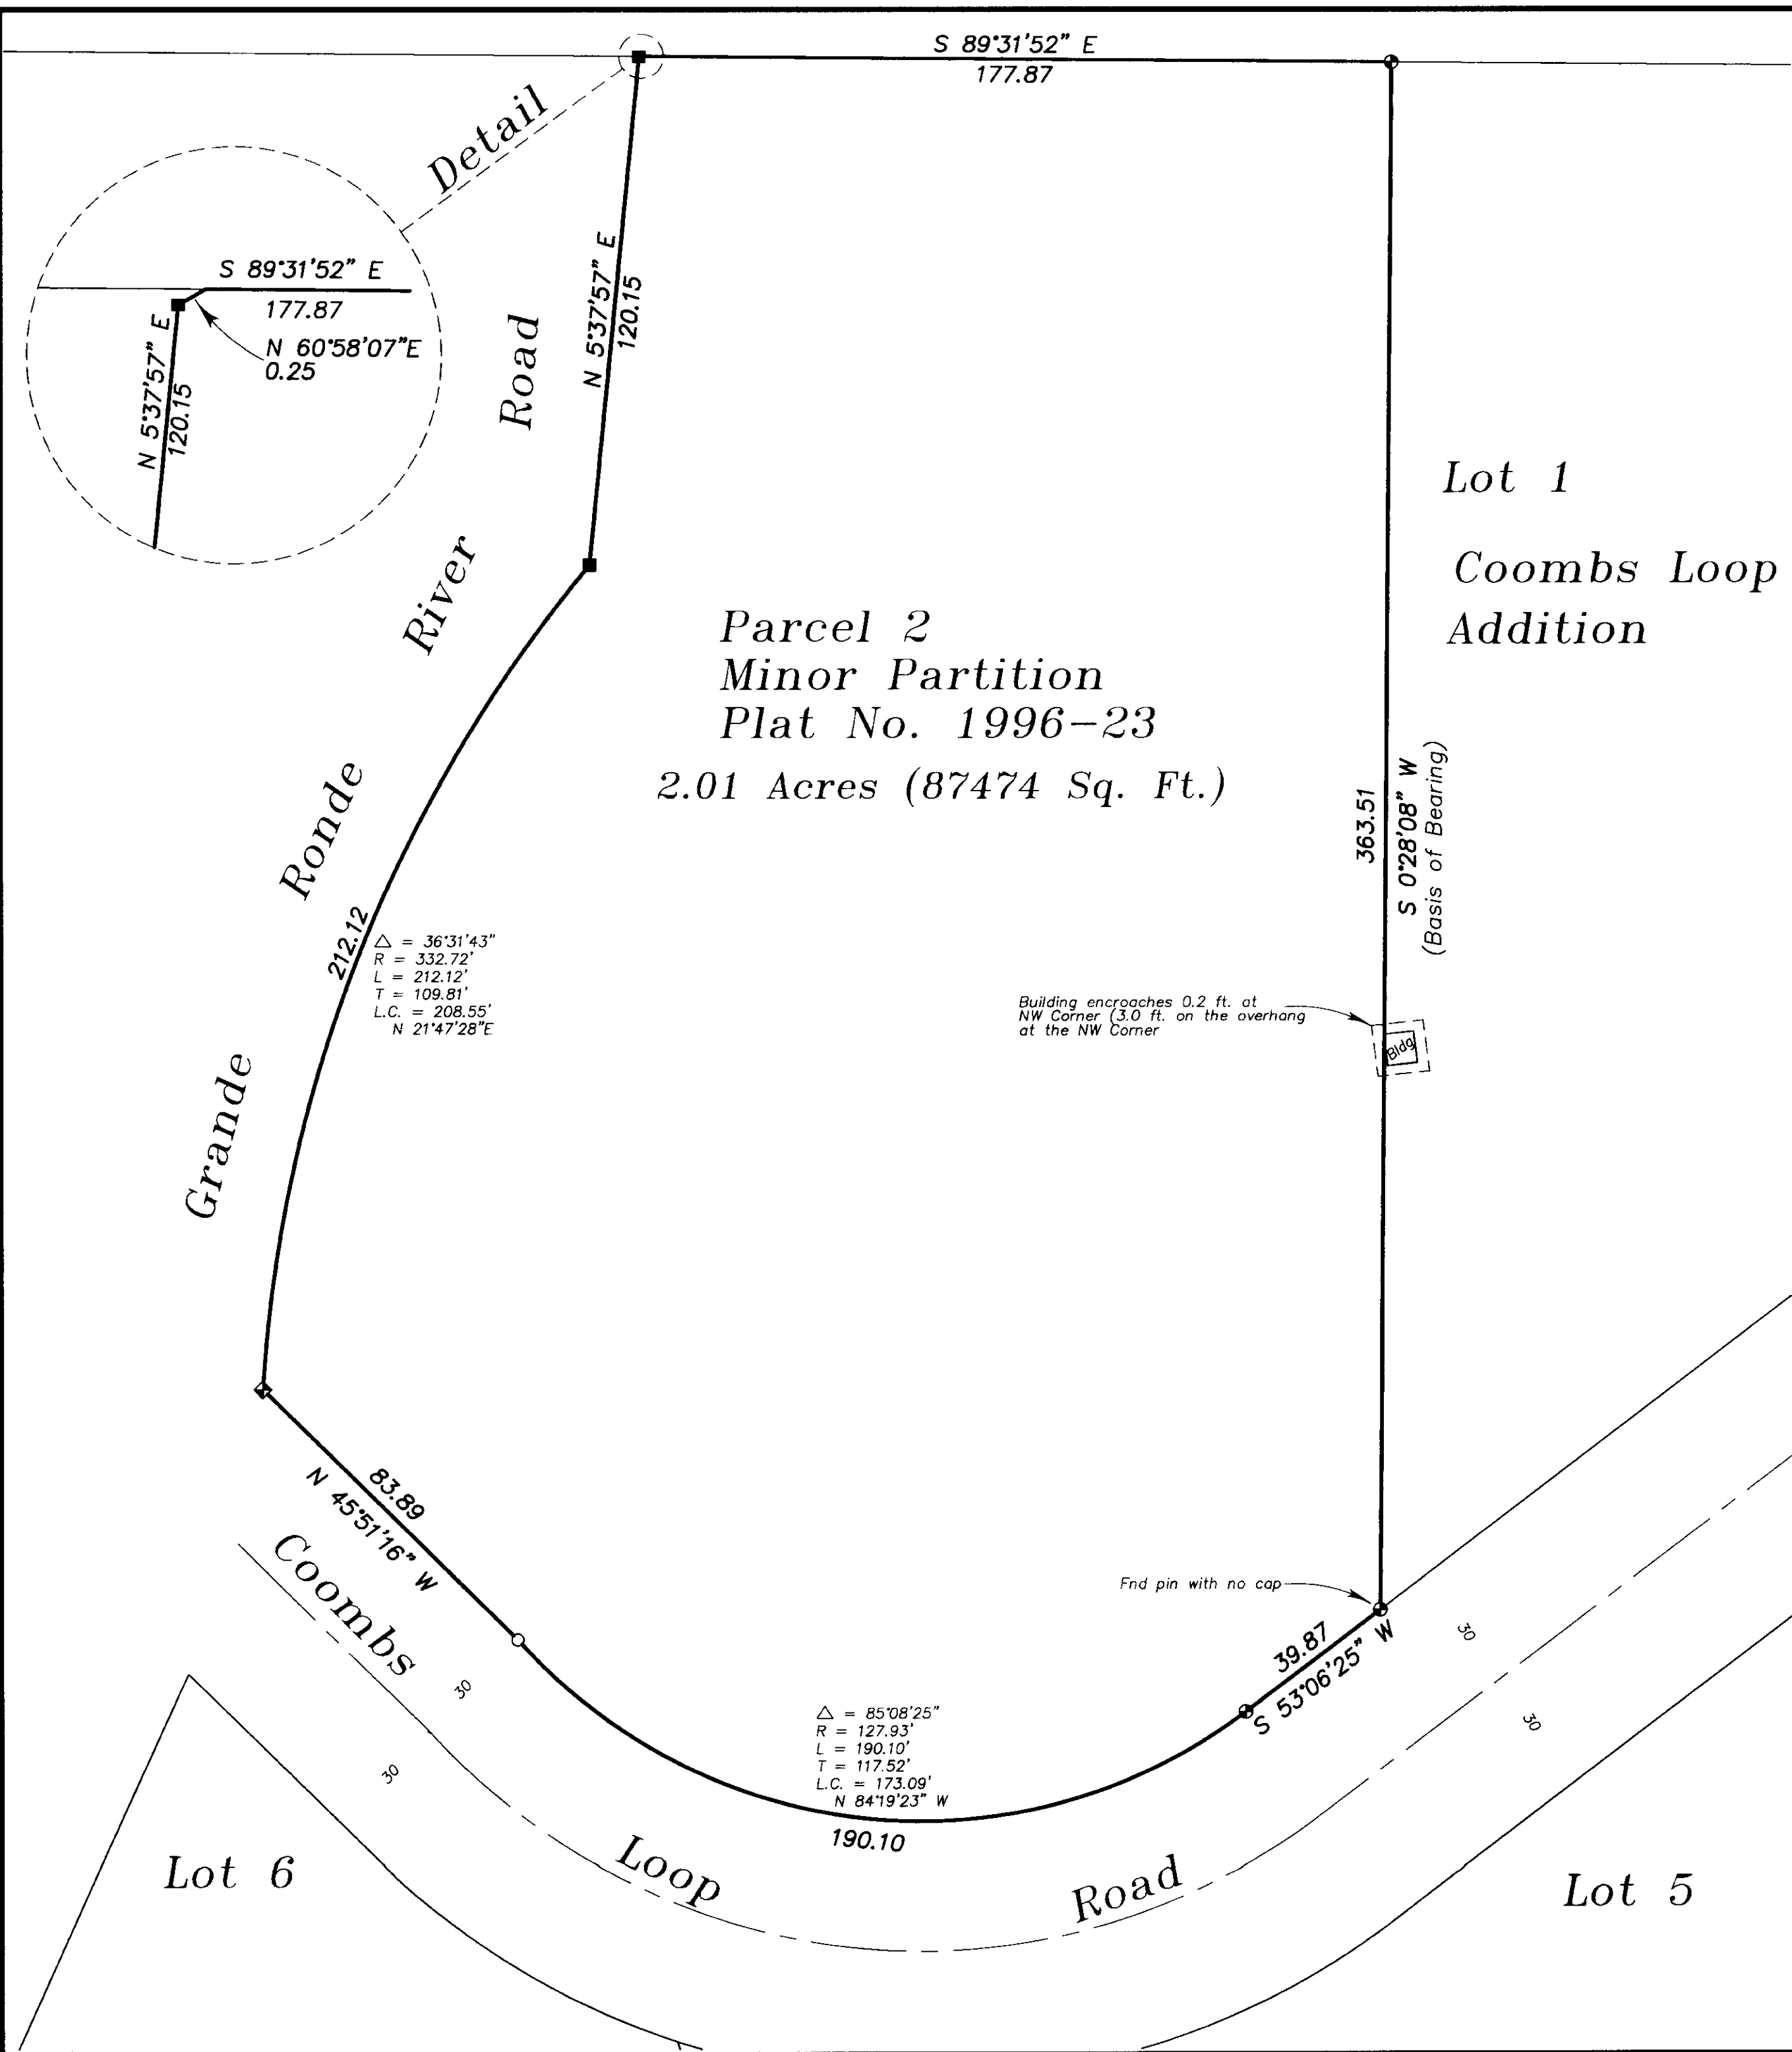 S 89°31'52" E
177.87
Detail
S 89°31'52" E
177.87
N 60°58'07"E
0.25
N 5°37'57" E
120.15
N 5°37'57" E
120.15
Grande Ronde River Road
Lot 1
Coombs Loop
Addition
Parcel 2
Minor Partition
Plat No. 1996-23
2.01 Acres (87474 Sq. Ft.)
363.51
S 0°28'08" W
(Basis of Bearing)
212.12
△ = 36°31'43"
R = 332.72'
L = 212.12'
T = 109.81'
L.C. = 208.55'
N 21°47'28"E
Building encroaches 0.2 ft. at
NW Corner (3.0 ft. on the overhang
at the NW Corner
Bldg
83.89
N 45°51'16" W
Fnd pin with no cap
39.87
S 53°06'25" W
30
30
30
30
△ = 85°08'25"
R = 127.93'
L = 190.10'
T = 117.52'
L.C. = 173.09'
N 84°19'23" W
190.10
Coombs Loop Road
Lot 6
Lot 5